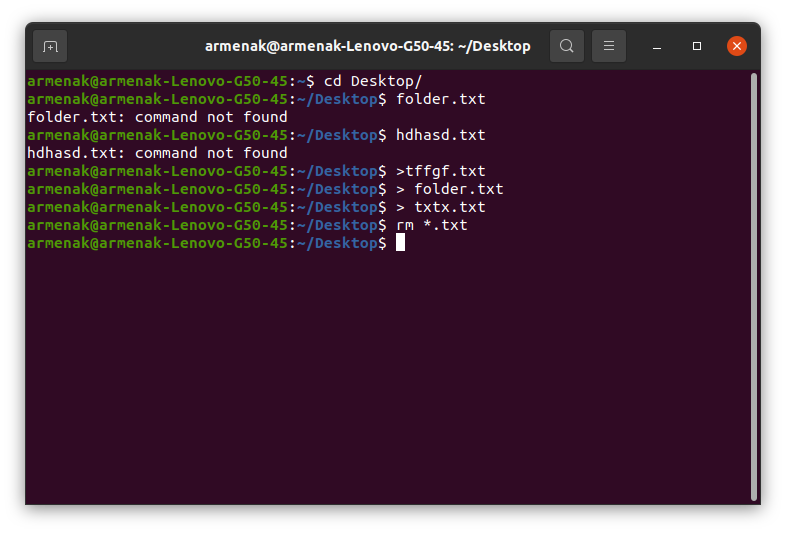 armenak@armenak-Lenovo-G50-45: ~/Desktop
armenak@armenak-Lenovo-G50-45:~$ cd Desktop/
armenak@armenak-Lenovo-G50-45:~/Desktop$ folder.txt
folder.txt: command not found
armenak@armenak-Lenovo-G50-45:~/Desktop$ hdhasd.txt
hdhasd.txt: command not found
armenak@armenak-Lenovo-G50-45:~/Desktop$ >tffgf.txt
armenak@armenak-Lenovo-G50-45:~/Desktop$ > folder.txt
armenak@armenak-Lenovo-G50-45:~/Desktop$ > txtx.txt
armenak@armenak-Lenovo-G50-45:~/Desktop$ rm *.txt
armenak@armenak-Lenovo-G50-45:~/Desktop$